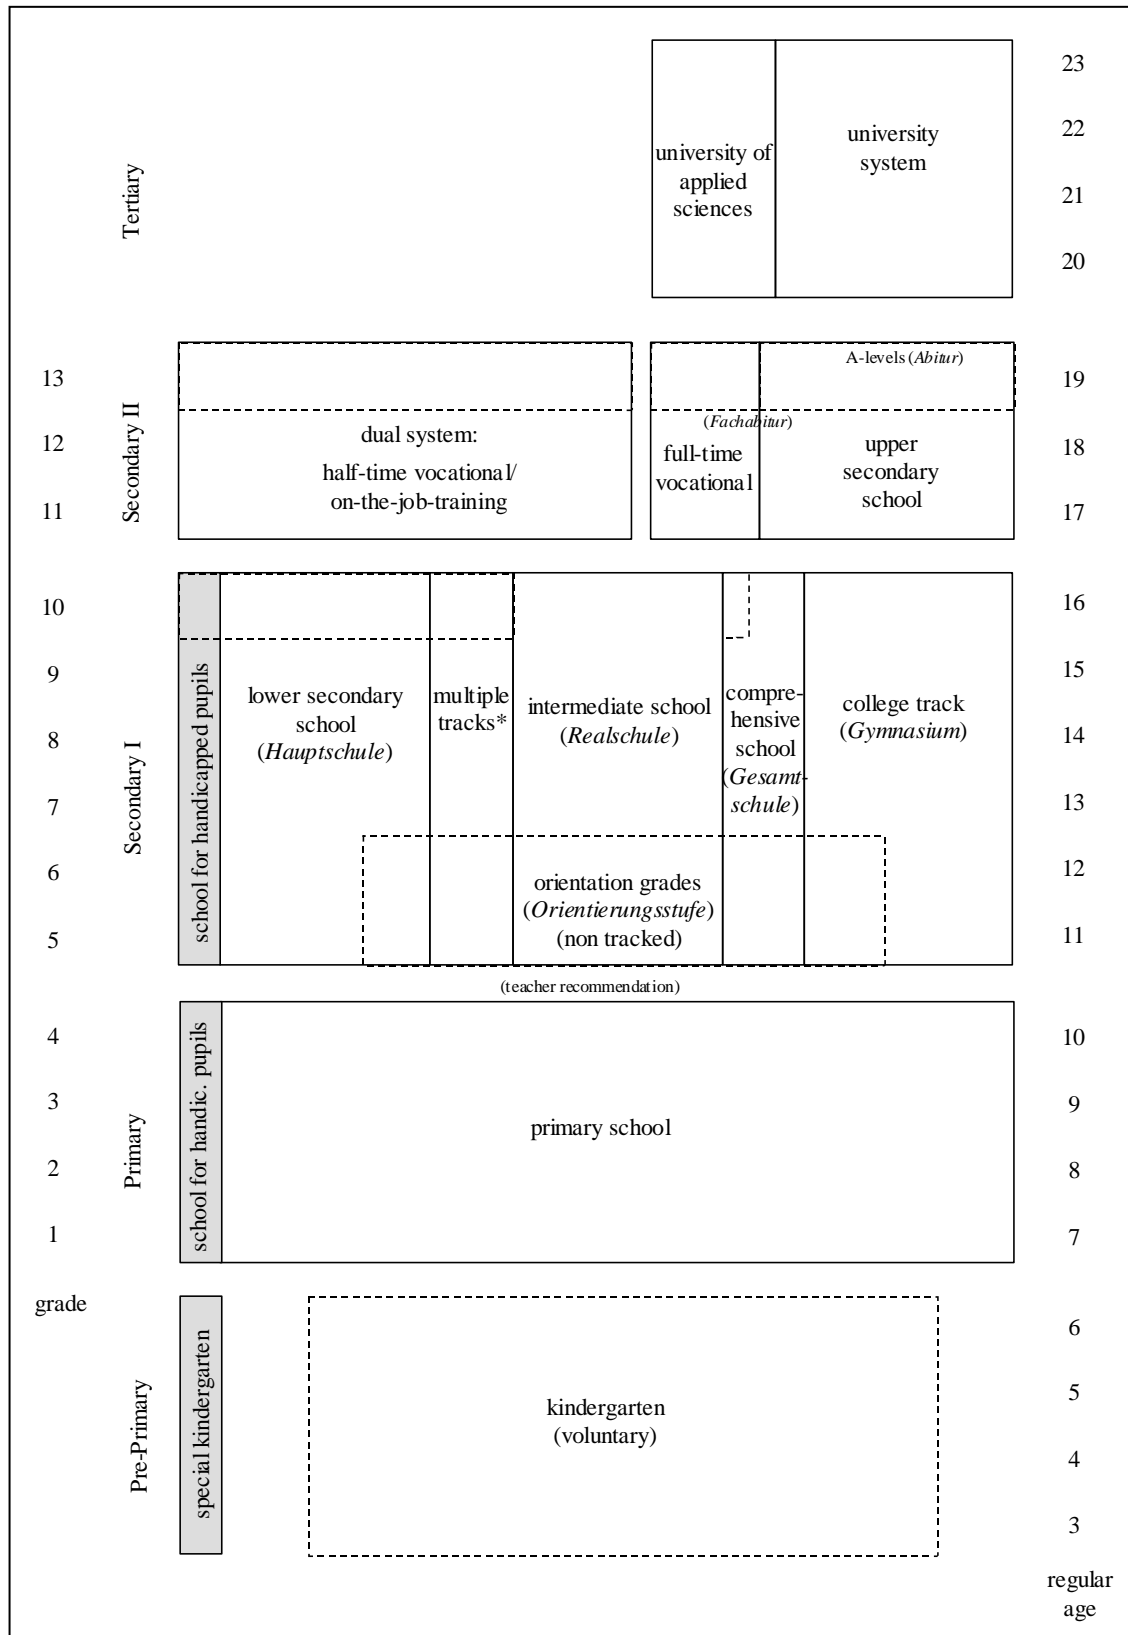 23
22
21
20
Tertiary
university of
applied
sciences
university
system
13
12
11
Secondary II
dual system:
half-time vocational/
on-the-job-training
(Fachabitur)
full-time
vocational
A-levels (Abitur)
upper
secondary
school
19
18
17
10
9
8
7
6
5
Secondary I
school for handicapped pupils
lower secondary
school
(Hauptschule)
multiple
tracks*
intermediate school
(Realschule)
compre-
hensive
school
(Gesamt-
schule)
college track
(Gymnasium)
orientation grades
(Orientierungsstufe)
(non tracked)
16
15
14
13
12
11
(teacher recommendation)
4
3
2
1
Primary
school for handic. pupils
primary school
10
9
8
7
grade
Pre-Primary
special kindergarten
kindergarten
(voluntary)
6
5
4
3
regular
age